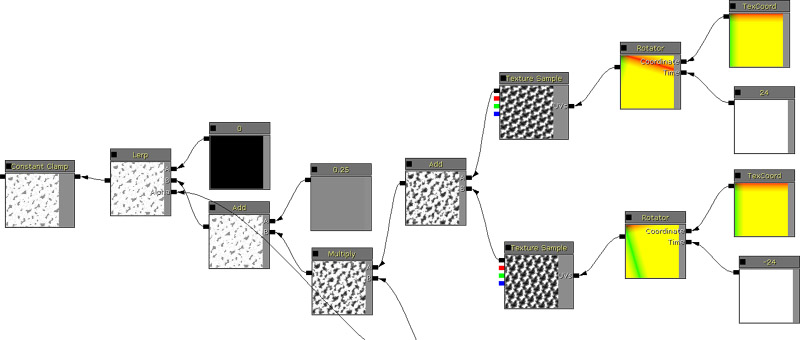 TexCoord
Rotator
Coordinate
Time
Texture Sample
UVs
24
0
Constant Clamp
Lerp
A
B
Alpha
0.25
Add
A
B
Add
A
B
TexCoord
Rotator
Coordinate
Time
Multiply
A
B
Texture Sample
UVs
-24